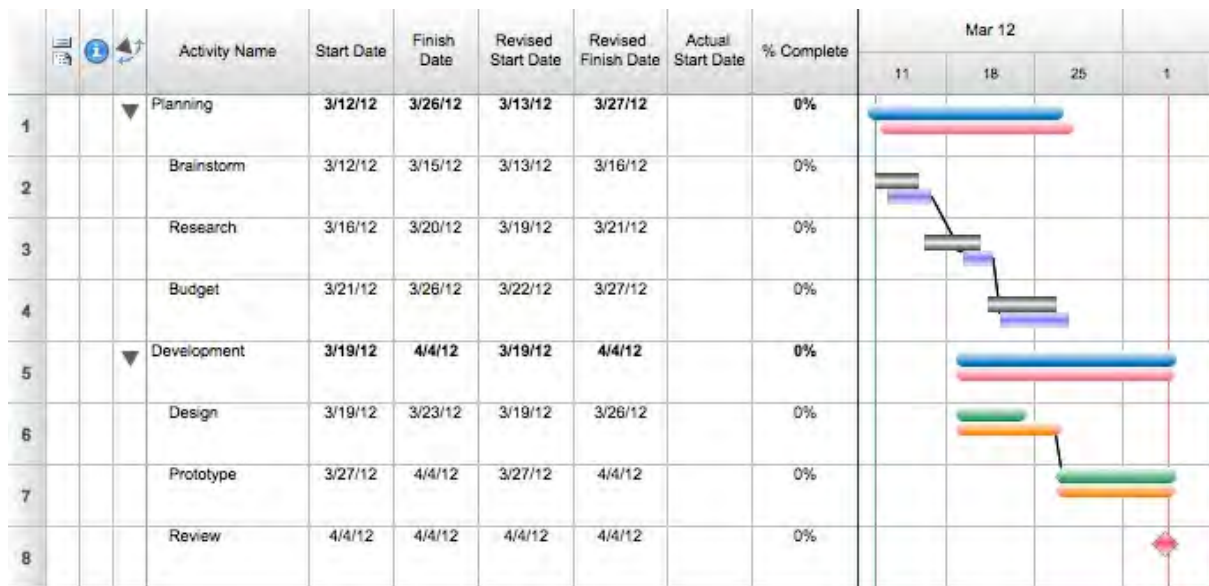 Mar 12
Activity Name Start Date Finish Date Revised Start Date Revised Finish Date Actual Start Date % Complete
11 18 25 1
1 Planning 3/12/12 3/26/12 3/13/12 3/27/12 0%
2 Brainstorm 3/12/12 3/15/12 3/13/12 3/16/12 0%
3 Research 3/16/12 3/20/12 3/19/12 3/21/12 0%
4 Budget 3/21/12 3/26/12 3/22/12 3/27/12 0%
5 Development 3/19/12 4/4/12 3/19/12 4/4/12 0%
6 Design 3/19/12 3/23/12 3/19/12 3/26/12 0%
7 Prototype 3/27/12 4/4/12 3/27/12 4/4/12 0%
8 Review 4/4/12 4/4/12 4/4/12 4/4/12 0%